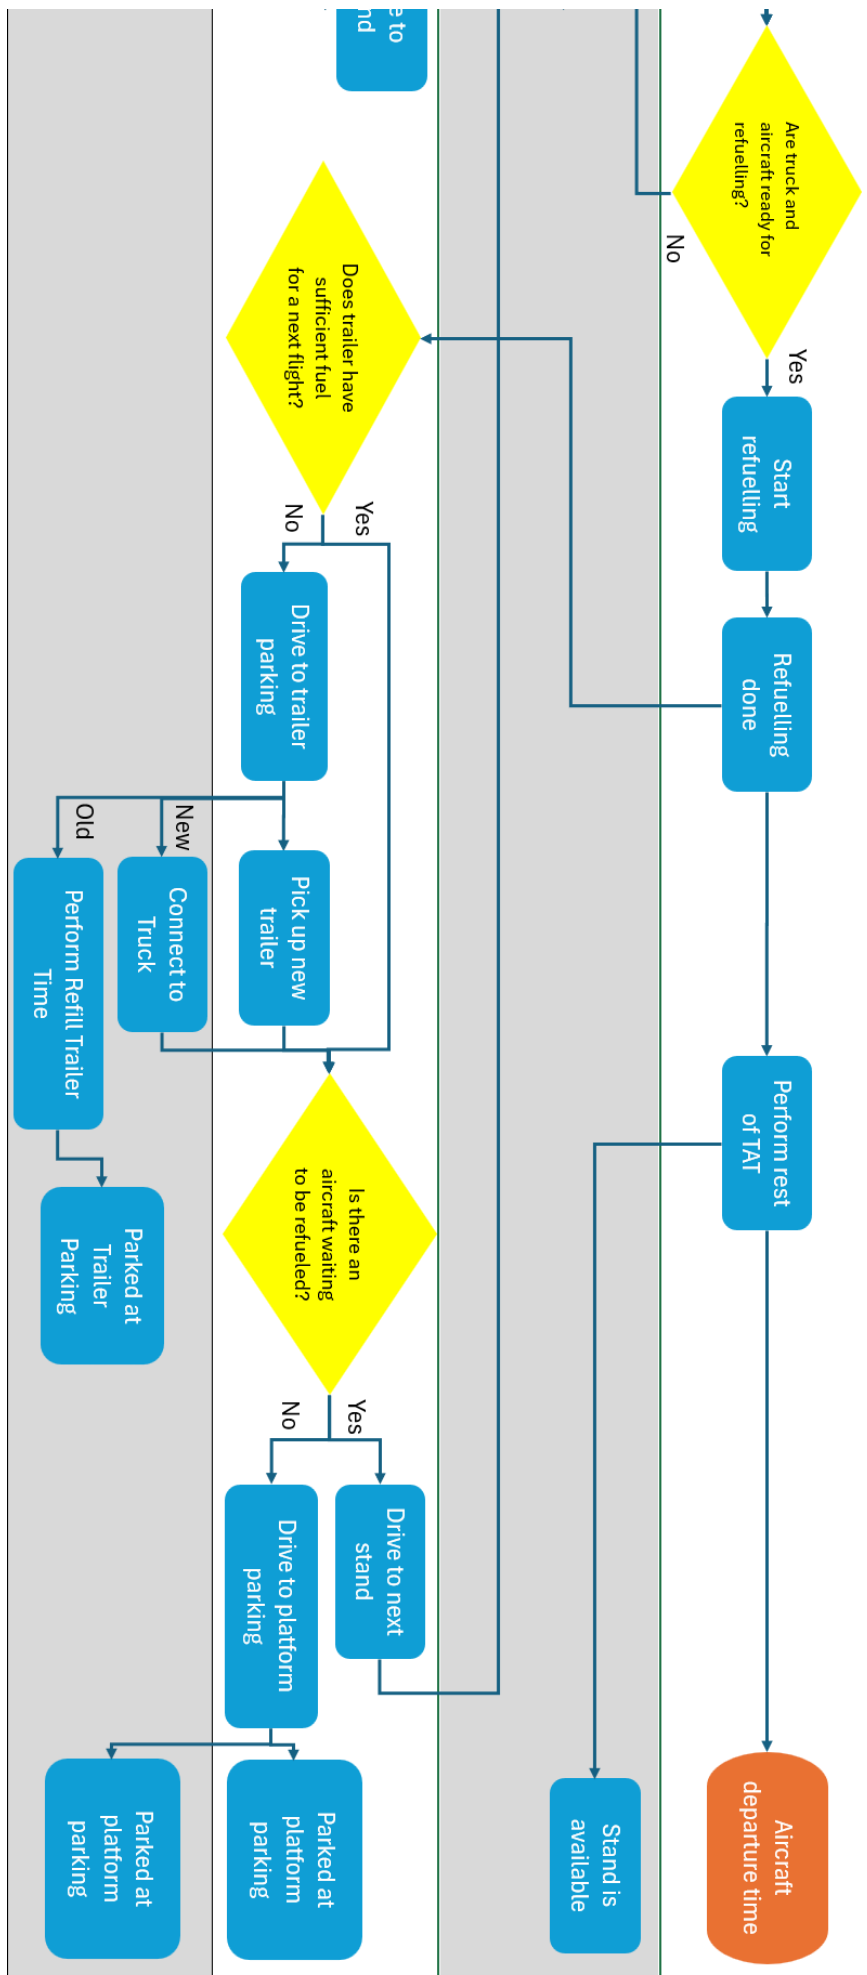 Are truck and
aircraft ready for
refuelling?
No
Yes
Start
refuelling
Refuelling
done
Perform rest
of TAT
Aircraft
departure time
Stand is
available
e to
nd
Does trailer have
sufficient fuel
for a next flight?
Yes
No
Drive to trailer
parking
Pick up new
trailer
Is there an
aircraft waiting
to be refueled?
Yes
No
Drive to next
stand
Drive to platform
parking
Parked at
platform
parking
New
Old
Connect to
Truck
Perform Refill Trailer
Time
Parked at
Trailer
Parking
Parked at
platform
parking